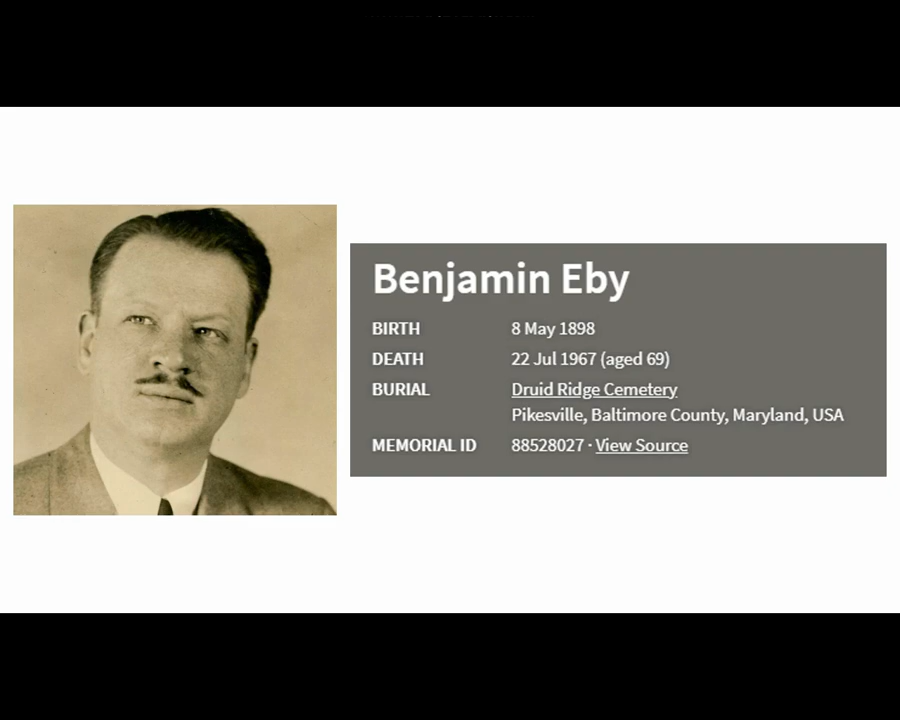 Benjamin Eby
BIRTH 8 May 1898
DEATH 22 Jul 1967 (aged 69)
BURIAL Druid Ridge Cemetery
Pikesville, Baltimore County, Maryland, USA
MEMORIAL ID 88528027 · View Source